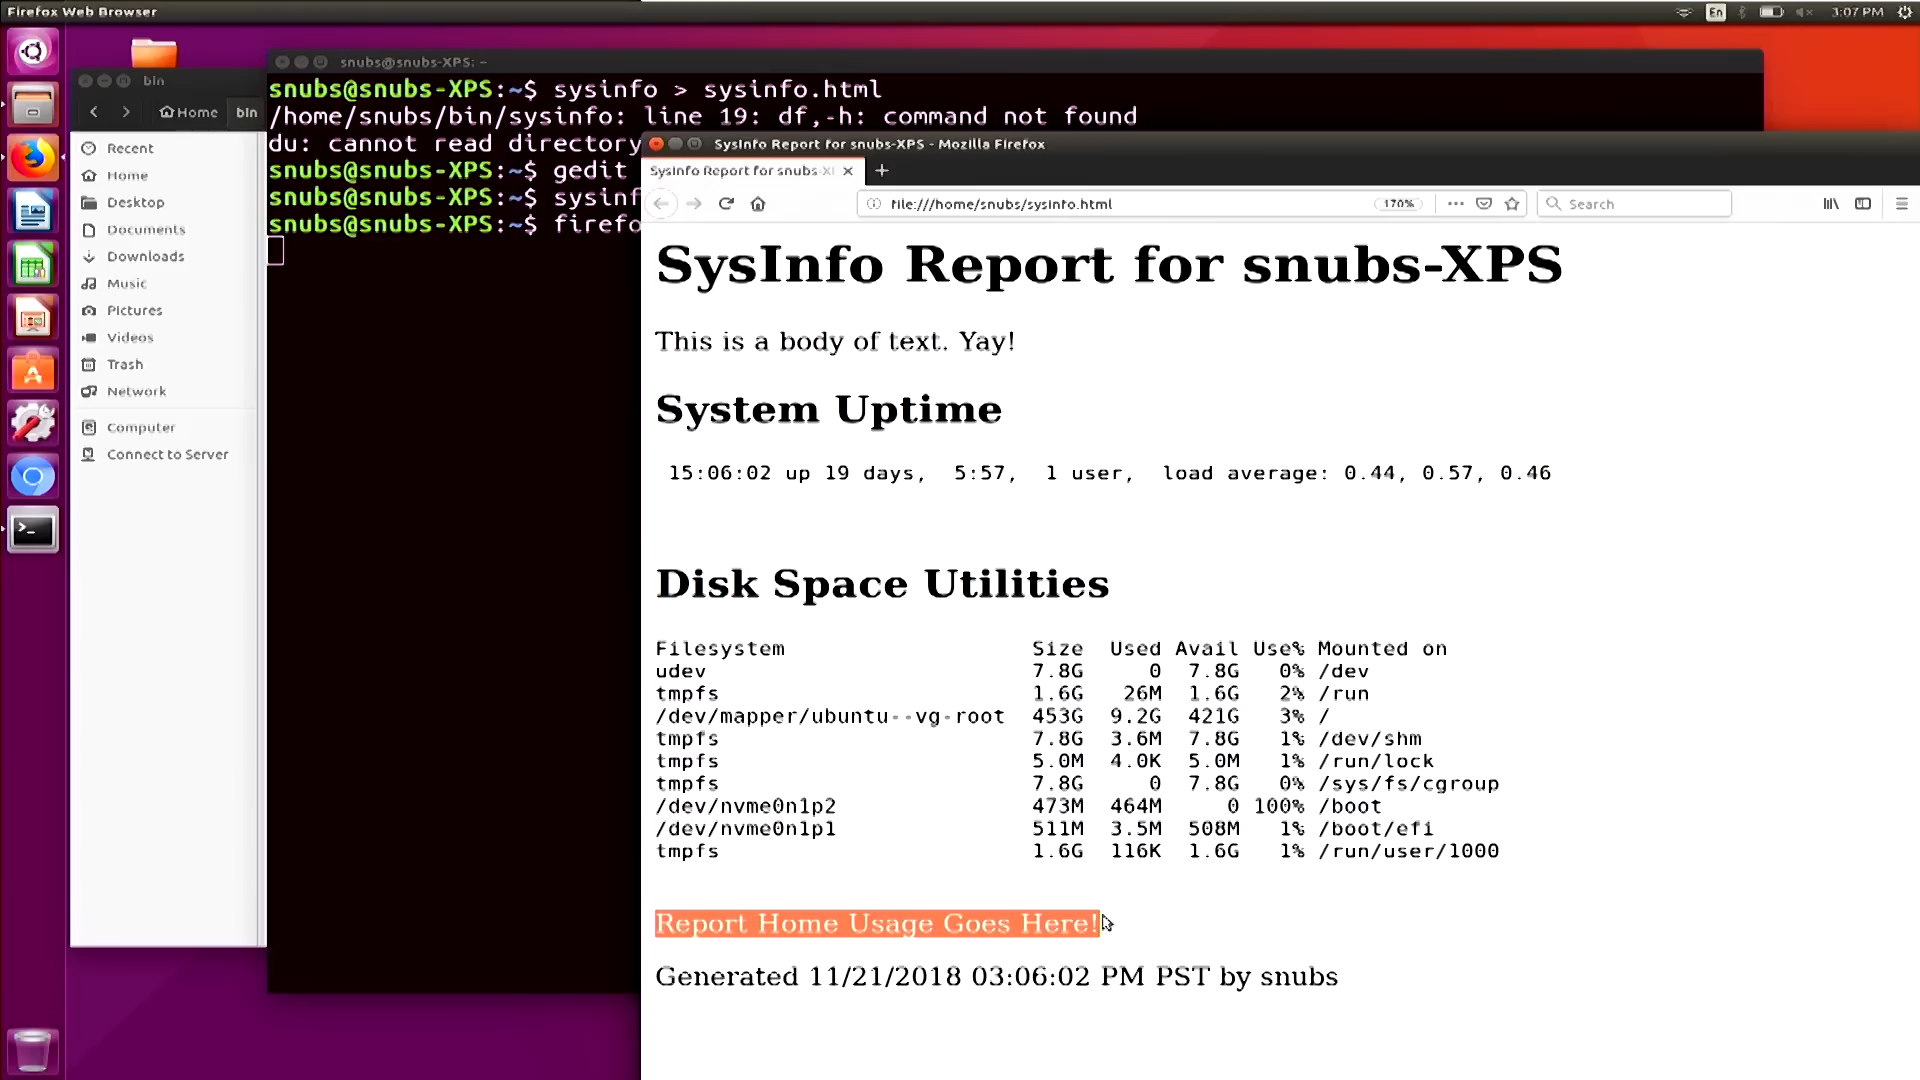 Firefox Web Browser
En
3:07 PM
bin
Home
bin
Recent
Home
Desktop
Documents
Downloads
Music
Pictures
Videos
Trash
Network
Computer
Connect to Server
snubs@snubs-XPS: ~
snubs@snubs-XPS:~$ sysinfo > sysinfo.html
/home/snubs/bin/sysinfo: line 19: df,-h: command not found
du: cannot read directory
snubs@snubs-XPS:~$ gedit
snubs@snubs-XPS:~$ sysinf
snubs@snubs-XPS:~$ firefo
SysInfo Report for snubs-XPS - Mozilla Firefox
SysInfo Report for snubs-X
file:///home/snubs/sysinfo.html
170%
Search
SysInfo Report for snubs-XPS
This is a body of text. Yay!
System Uptime
15:06:02 up 19 days,  5:57,  1 user,  load average: 0.44, 0.57, 0.46
Disk Space Utilities
Filesystem Size Used Avail Use% Mounted on
udev 7.8G 0 7.8G 0% /dev
tmpfs 1.6G 26M 1.6G 2% /run
/dev/mapper/ubuntu--vg-root 453G 9.2G 421G 3% /
tmpfs 7.8G 3.6M 7.8G 1% /dev/shm
tmpfs 5.0M 4.0K 5.0M 1% /run/lock
tmpfs 7.8G 0 7.8G 0% /sys/fs/cgroup
/dev/nvme0n1p2 473M 464M 0 100% /boot
/dev/nvme0n1p1 511M 3.5M 508M 1% /boot/efi
tmpfs 1.6G 116K 1.6G 1% /run/user/1000
Report Home Usage Goes Here!
Generated 11/21/2018 03:06:02 PM PST by snubs